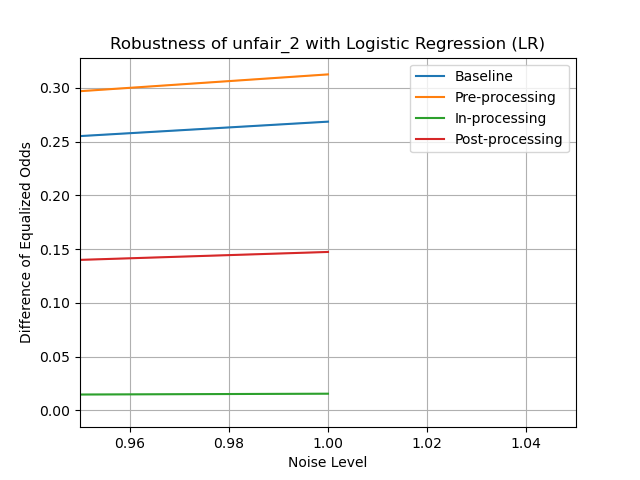 Robustness of unfair_2 with Logistic Regression (LR)
Baseline
Pre-processing
In-processing
Post-processing
0.30
0.25
0.20
0.15
0.10
0.05
0.00
Difference of Equalized Odds
0.96 0.98 1.00 1.02 1.04
Noise Level